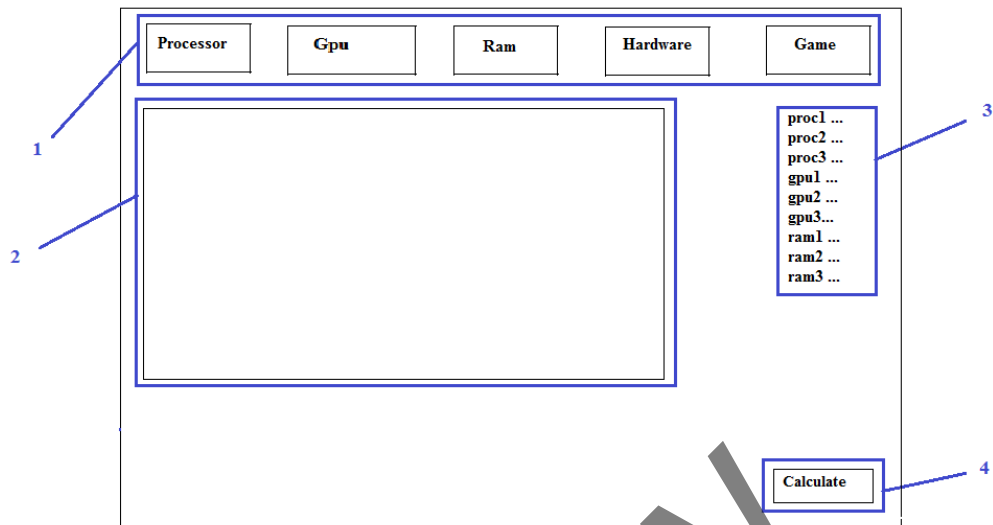 Processor Gpu Ram Hardware Game
1
2
proc1 ...
proc2 ...
proc3 ...
gpu1 ...
gpu2 ...
gpu3...
ram1 ...
ram2 ...
ram3 ...
3
Calculate
4